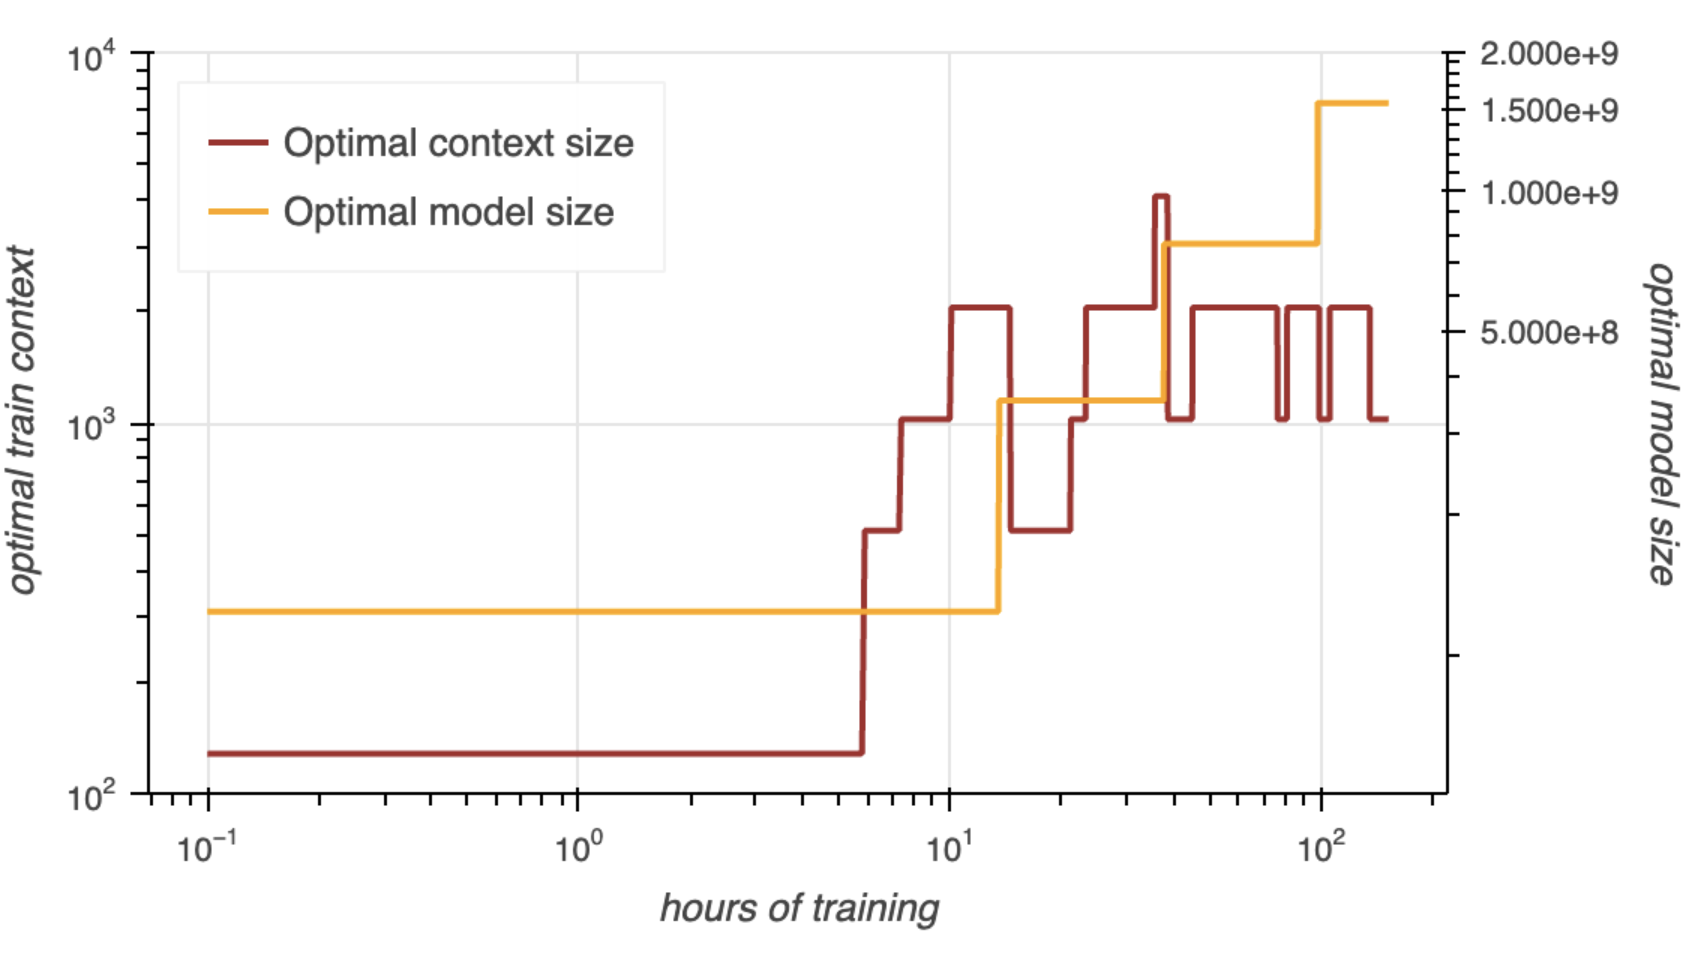 10⁴
10³
10²
optimal train context
Optimal context size
Optimal model size
2.000e+9
1.500e+9
1.000e+9
5.000e+8
optimal model size
10⁻¹
10⁰
10¹
10²
hours of training